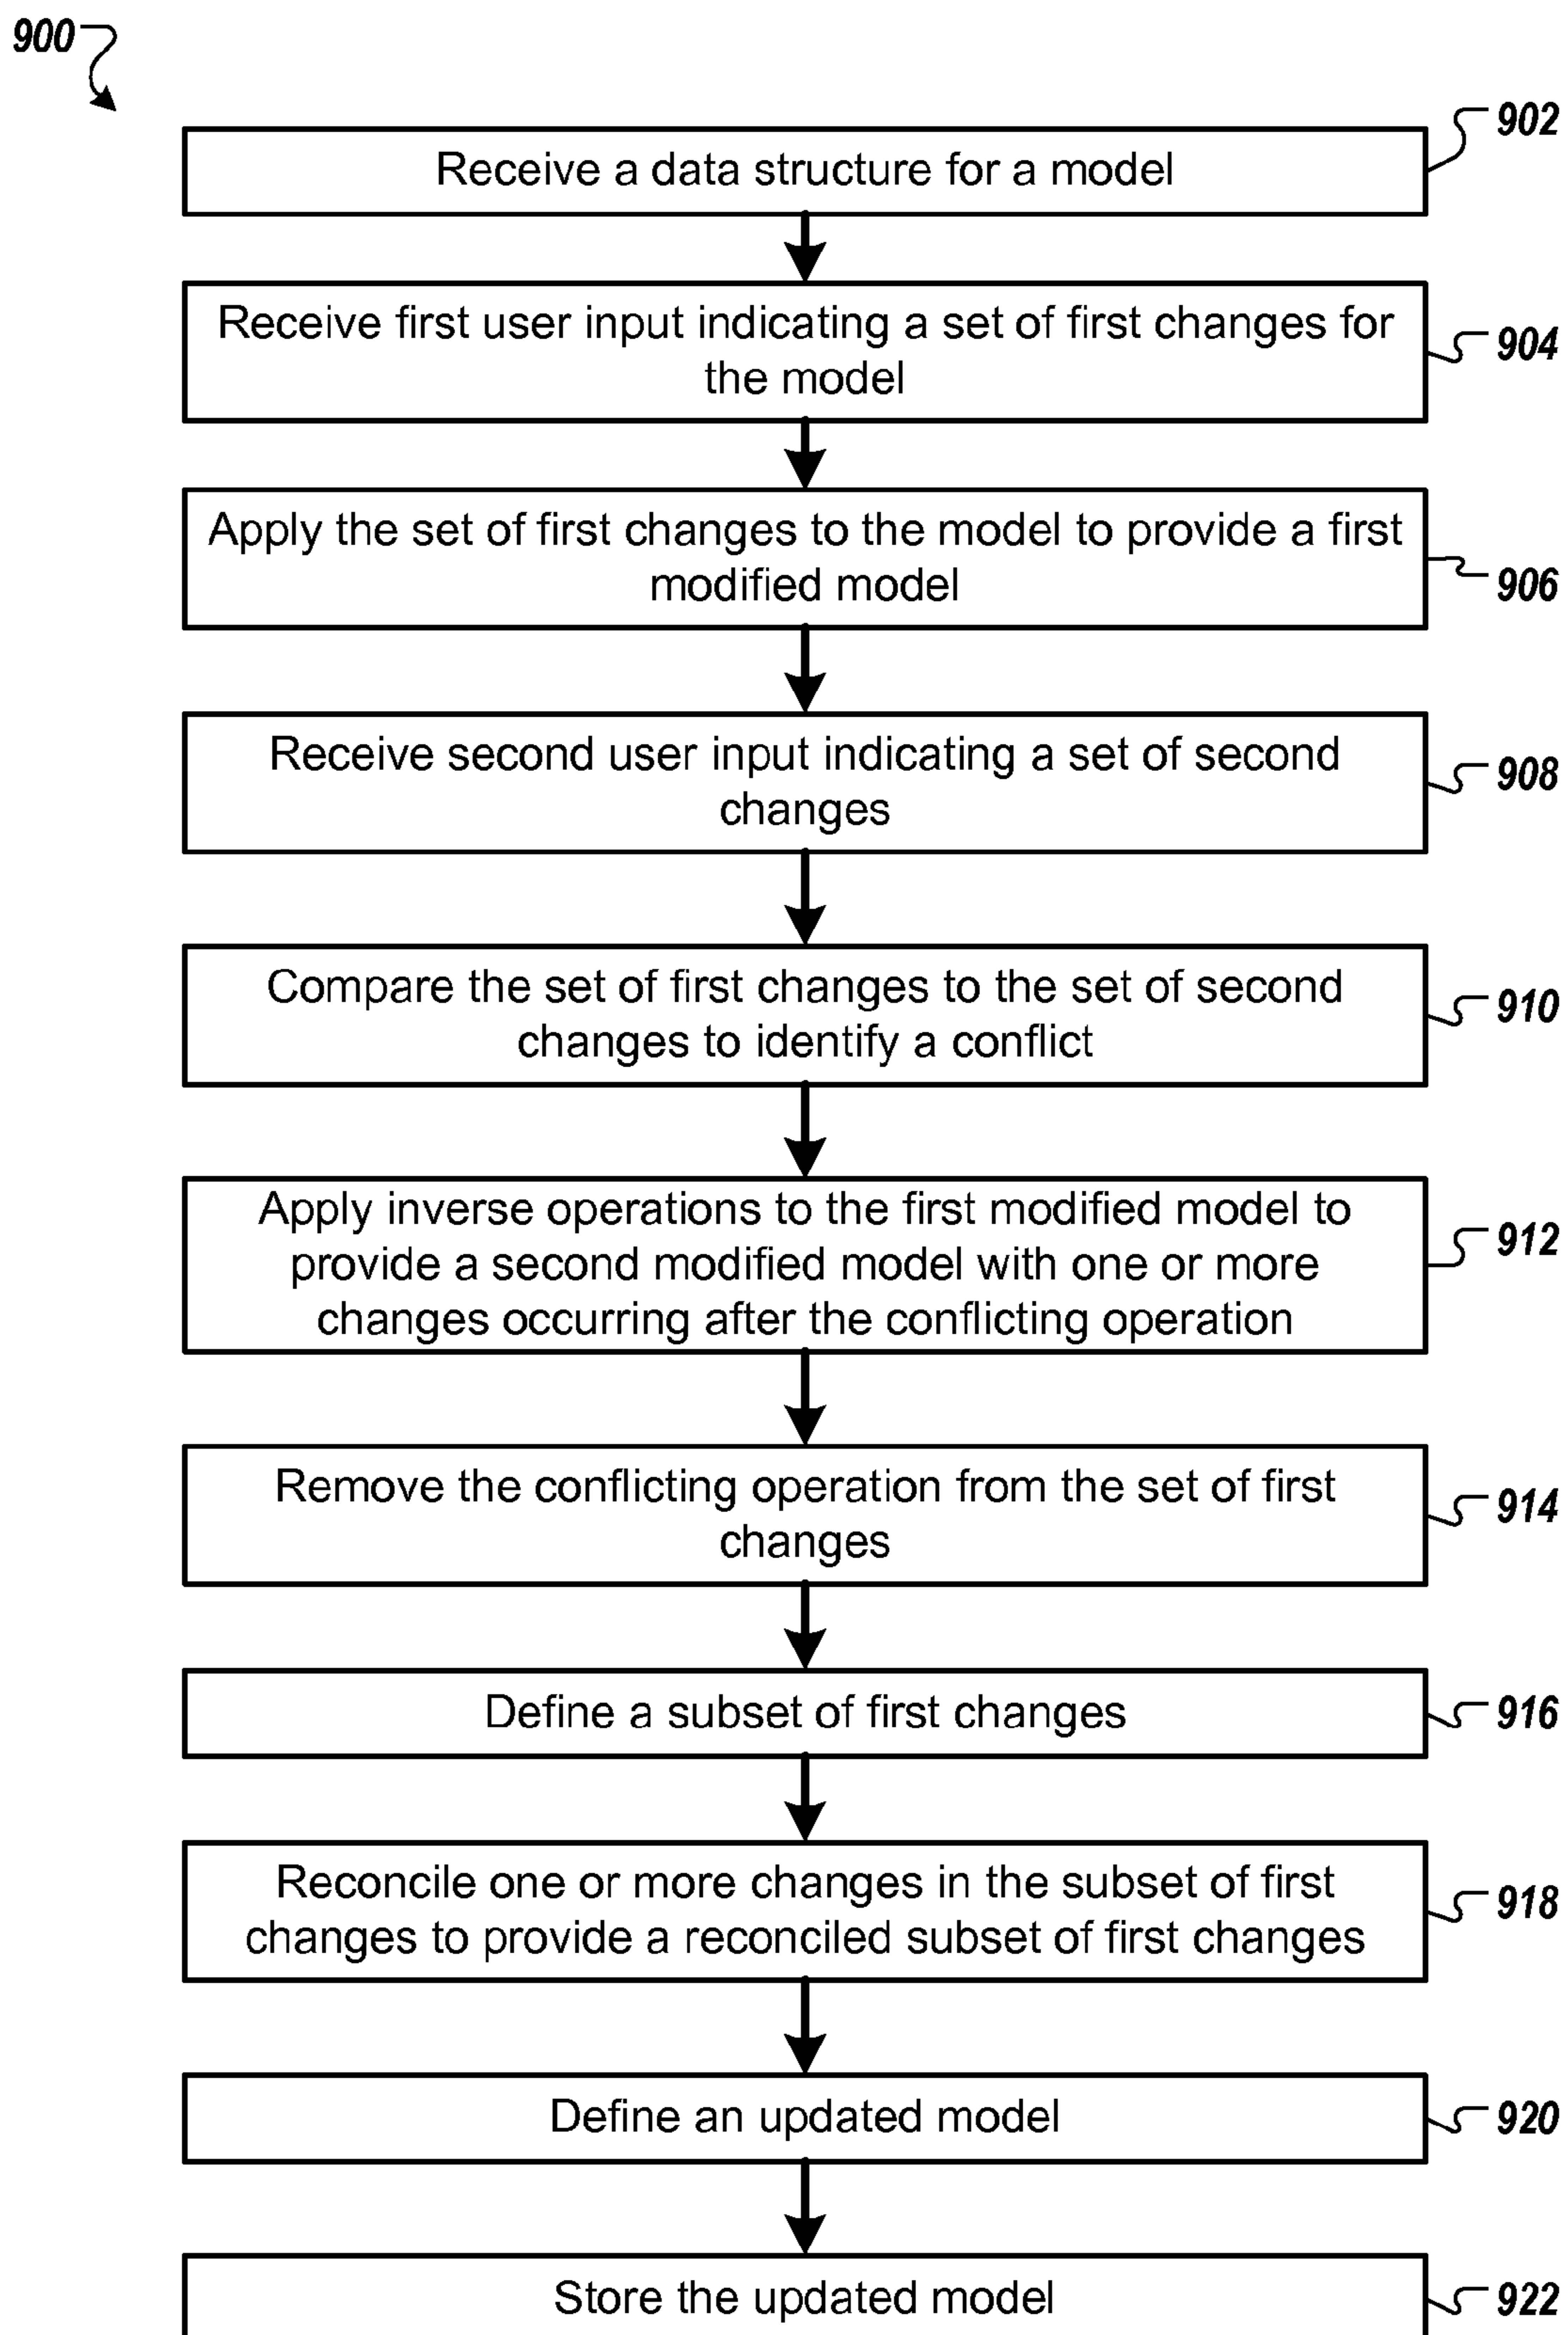 900
902
Receive a data structure for a model
Receive first user input indicating a set of first changes for
the model
904
Apply the set of first changes to the model to provide a first
modified model
906
Receive second user input indicating a set of second
changes
908
Compare the set of first changes to the set of second
changes to identify a conflict
910
Apply inverse operations to the first modified model to
provide a second modified model with one or more
changes occurring after the conflicting operation
912
Remove the conflicting operation from the set of first
changes
914
Define a subset of first changes
916
Reconcile one or more changes in the subset of first
changes to provide a reconciled subset of first changes
918
Define an updated model
920
Store the updated model
922